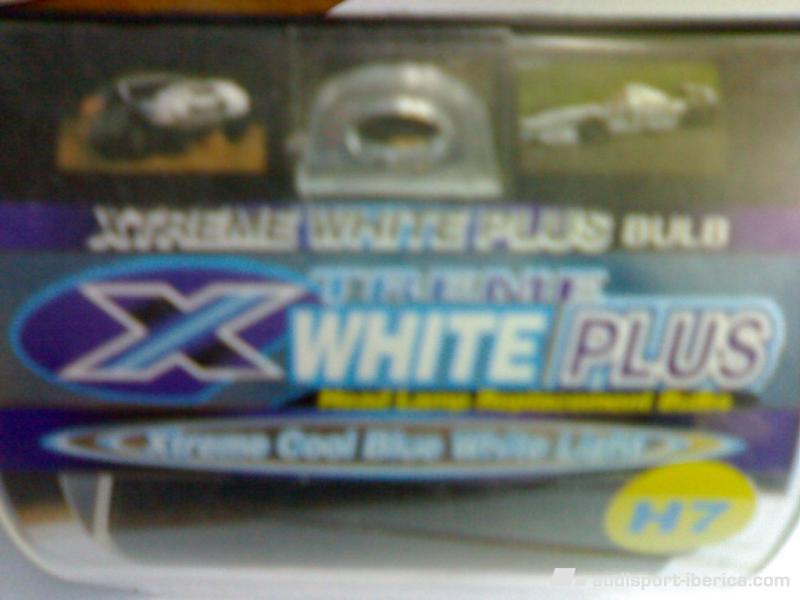 XTREME WHITE PLUS BULB
XTREME
WHITE PLUS
Head Lamp Replacement Bulbs
Xtreme Cool Blue White Light
H7
audisport-iberica.com